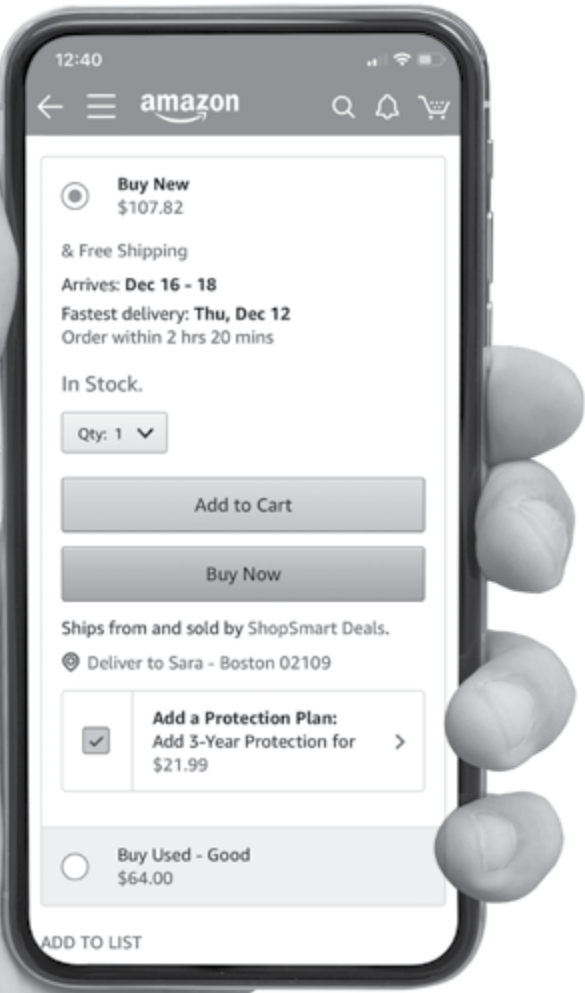 12:40
amazon
Buy New
$107.82
& Free Shipping
Arrives: Dec 16 - 18
Fastest delivery: Thu, Dec 12
Order within 2 hrs 20 mins
In Stock.
Qty: 1
Add to Cart
Buy Now
Ships from and sold by ShopSmart Deals.
Deliver to Sara - Boston 02109
Add a Protection Plan:
Add 3-Year Protection for
$21.99
Buy Used - Good
$64.00
ADD TO LIST